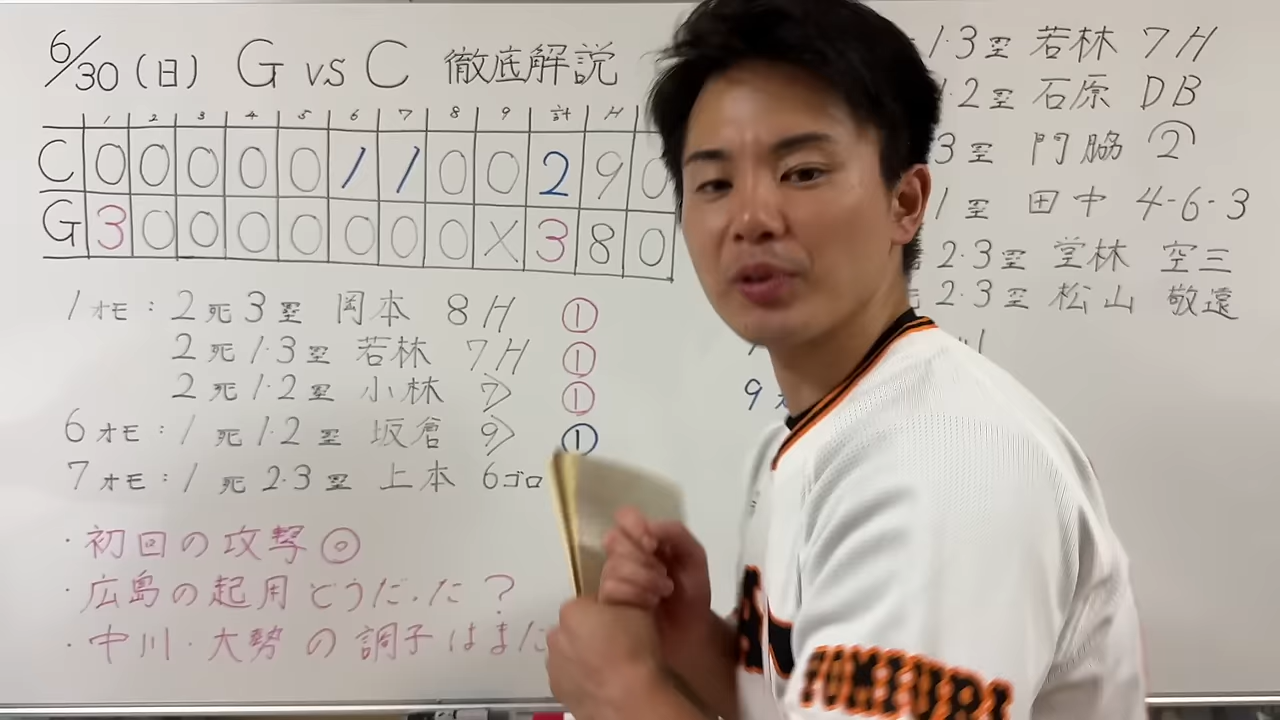 6/30(日) G vs C 徹底解説
1 2 3 4 5 6 7 8 9 計 H
C 0 0 0 0 0 1 1 0 0 2 9 0
G 3 0 0 0 0 0 0 0 X 3 8 0
1オモ:2死3塁 岡本 8H ①
2死1·3塁 若林 7H ①
2死1·2塁 小林 7> ①
6オモ:1死1·2塁 坂倉 9> ①
7オモ:1死2·3塁 上本 6ゴロ
・初回の攻撃◎
・広島の起用どうだった?
・中川・大勢の調子はまだ
1·3塁 若林 7H
1·2塁 石原 DB
3塁 門脇 ②
1塁 田中 4-6-3
2·3塁 堂林 空三
2·3塁 松山 敬遠
9
YOMIURI